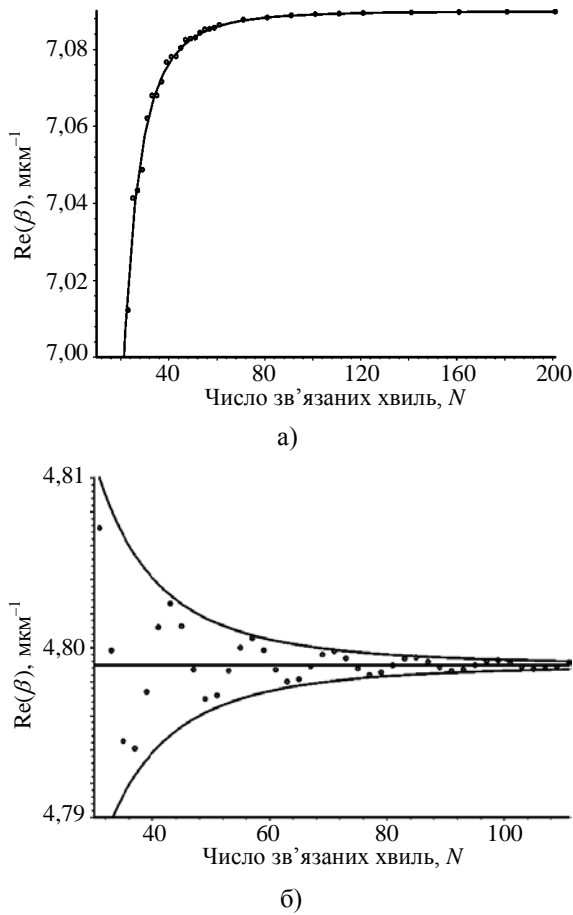 7,08
7,06
7,04
7,02
7,00
Re(β), мкм⁻¹
40 80 120 160 200
Число зв’язаних хвиль, N
а)
4,81
4,80
4,79
Re(β), мкм⁻¹
40 60 80 100
Число зв’язаних хвиль, N
б)